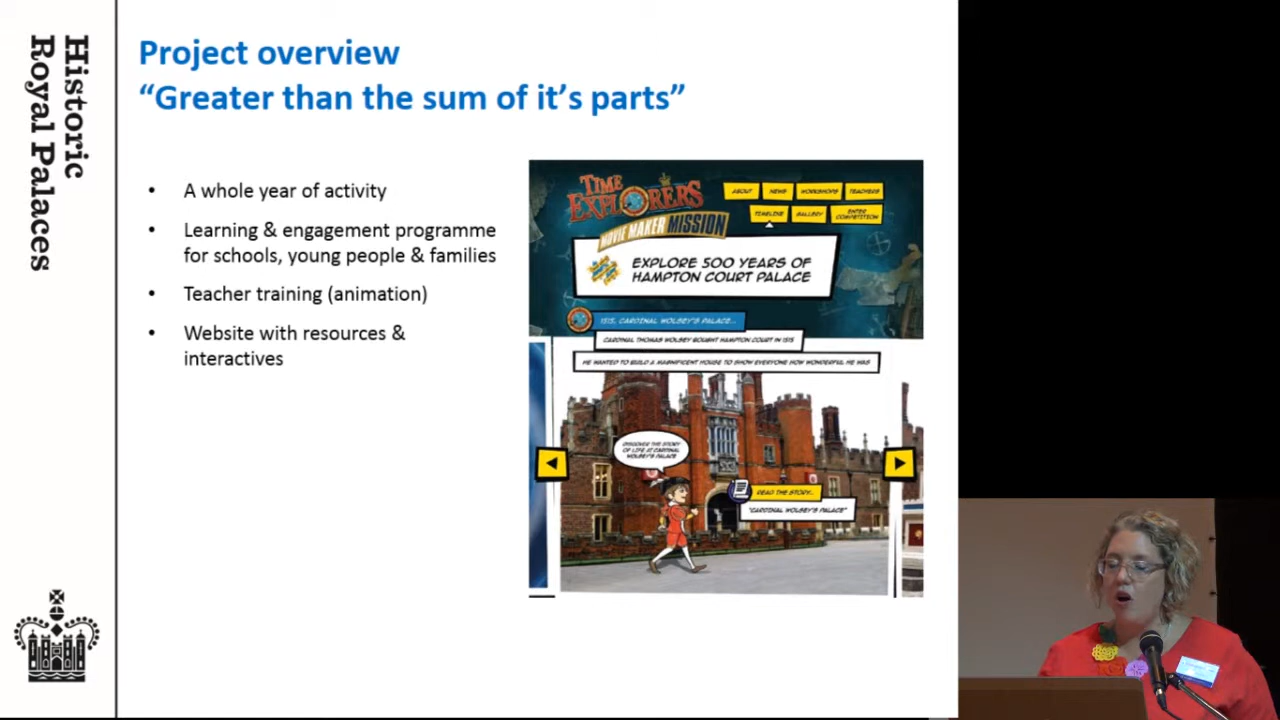 Historic
Royal Palaces
Project overview
“Greater than the sum of it’s parts”
• A whole year of activity
• Learning & engagement programme
for schools, young people & families
• Teacher training (animation)
• Website with resources &
interactives
TIME
EXPLORERS
MOVIE MAKER MISSION
ABOUT
NEWS
WORKSHOPS
TEACHERS
TIMELINE
GALLERY
ENTER
COMPETITION
EXPLORE 500 YEARS OF
HAMPTON COURT PALACE
1515, CARDINAL WOLSEY'S PALACE...
CARDINAL THOMAS WOLSEY BOUGHT HAMPTON COURT IN 1515
HE WANTED TO BUILD A MAGNIFICENT HOUSE TO SHOW EVERYONE HOW WONDERFUL HE WAS
DISCOVER THE STORY
OF LIFE AT CARDINAL
WOLSEY'S PALACE
READ THE STORY...
"CARDINAL WOLSEY'S PALACE"